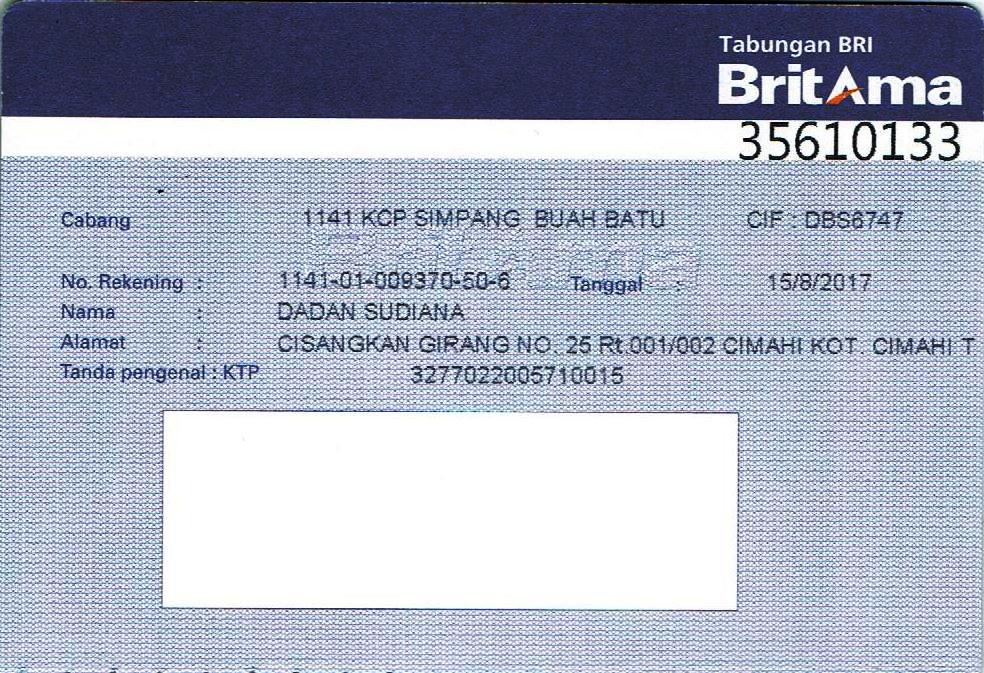 Tabungan BRI
BritAma
35610133
Cabang 1141 KCP SIMPANG BUAH BATU CIF : DBS6747
No. Rekening : 1141-01-009370-50-6 Tanggal : 15/8/2017
Nama : DADAN SUDIANA
Alamat : CISANGKAN GIRANG NO. 25 Rt.001/002 CIMAHI KOT. CIMAHI T
Tanda pengenal : KTP 3277022005710015